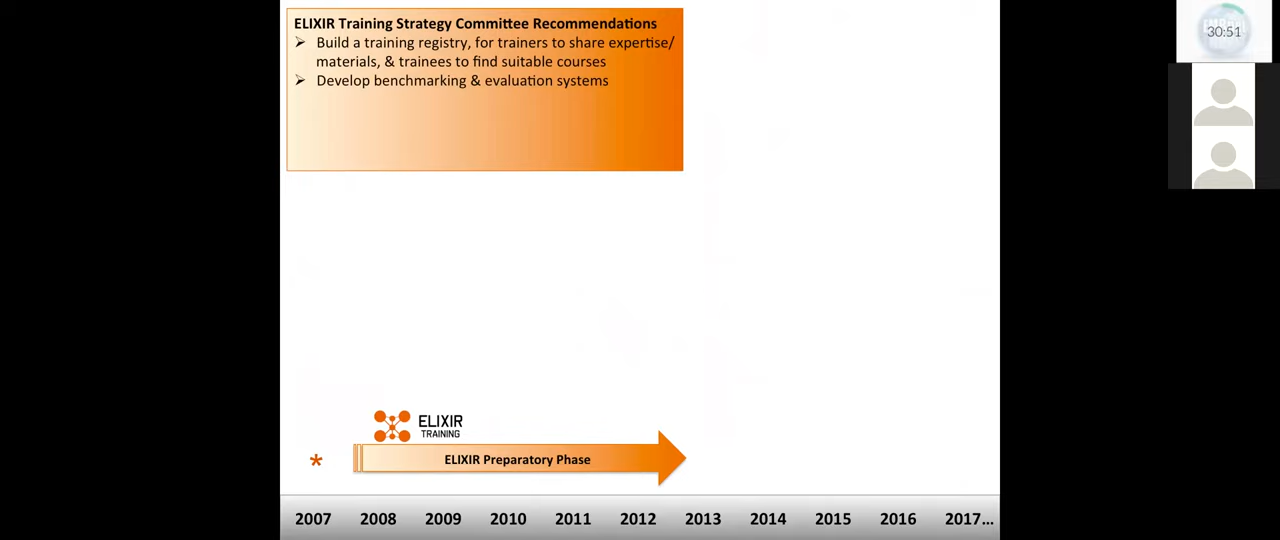 ELIXIR Training Strategy Committee Recommendations
➢ Build a training registry, for trainers to share expertise/
materials, & trainees to find suitable courses
➢ Develop benchmarking & evaluation systems
30:51
ELIXIR
TRAINING
*
ELIXIR Preparatory Phase
2007 2008 2009 2010 2011 2012 2013 2014 2015 2016 2017...